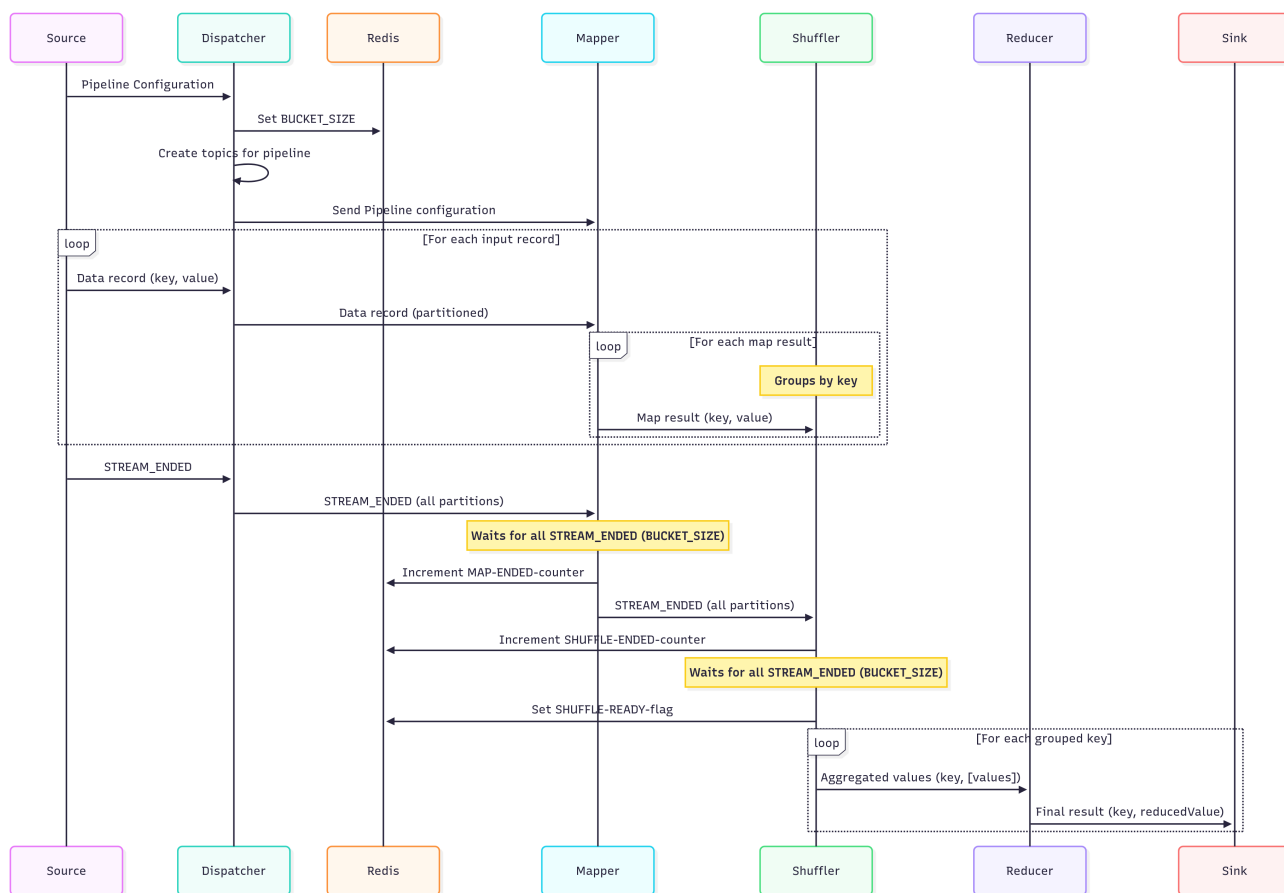 Source
Dispatcher
Redis
Mapper
Shuffler
Reducer
Sink
Pipeline Configuration
Set BUCKET_SIZE
Create topics for pipeline
Send Pipeline configuration
loop
[For each input record]
Data record (key, value)
Data record (partitioned)
loop
[For each map result]
Groups by key
Map result (key, value)
STREAM_ENDED
STREAM_ENDED (all partitions)
Waits for all STREAM_ENDED (BUCKET_SIZE)
Increment MAP-ENDED-counter
STREAM_ENDED (all partitions)
Increment SHUFFLE-ENDED-counter
Waits for all STREAM_ENDED (BUCKET_SIZE)
Set SHUFFLE-READY-flag
loop
[For each grouped key]
Aggregated values (key, [values])
Final result (key, reducedValue)
Source
Dispatcher
Redis
Mapper
Shuffler
Reducer
Sink